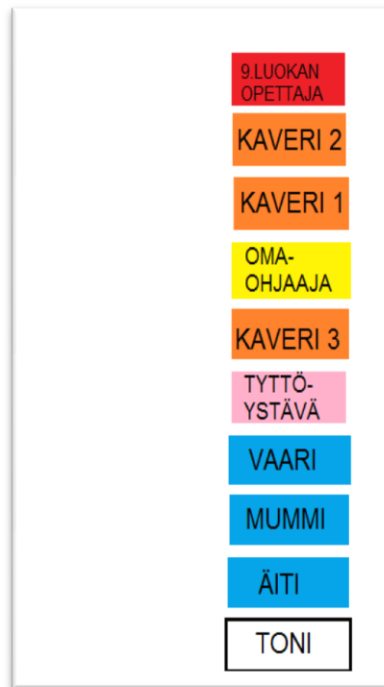 9.LUOKAN
OPETTAJA
KAVERI 2
KAVERI 1
OMA-
OHJAAJA
KAVERI 3
TYTTÖ-
YSTÄVÄ
VAARI
MUMMI
ÄITI
TONI